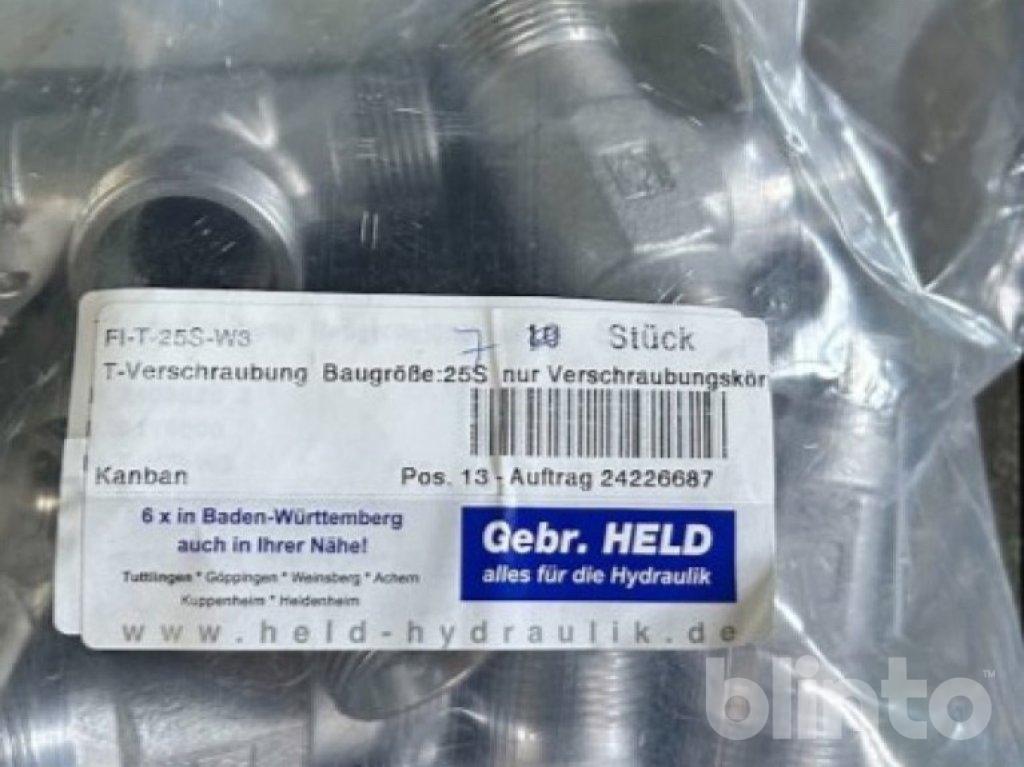 FI-T-25S-W3 7 10 Stück
T-Verschraubung Baugröße:25S nur Verschraubungskör
Kanban Pos. 13 - Auftrag 24226687
6 x in Baden-Württemberg
auch in Ihrer Nähe!
Tuttlingen * Göppingen * Weinsberg * Achern
Kuppenheim * Heidenheim
Gebr. HELD
alles für die Hydraulik
www.held-hydraulik.de
blinto™